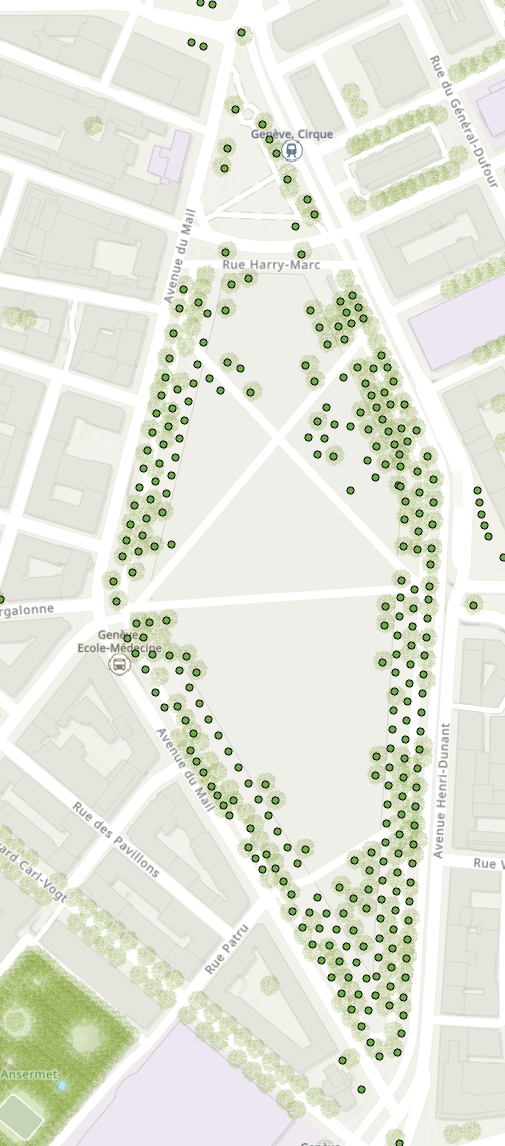 Rue du Général-Dufour
Genève, Cirque
Avenue du Mail
Rue Harry-Marc
rgalonne
Genève,
Ecole-Médecine
Avenue du Mail
Avenue Henri-Dunant
Rue des Pavillons
ard Carl-Vogt
Rue
Rue Patru
Ansermet